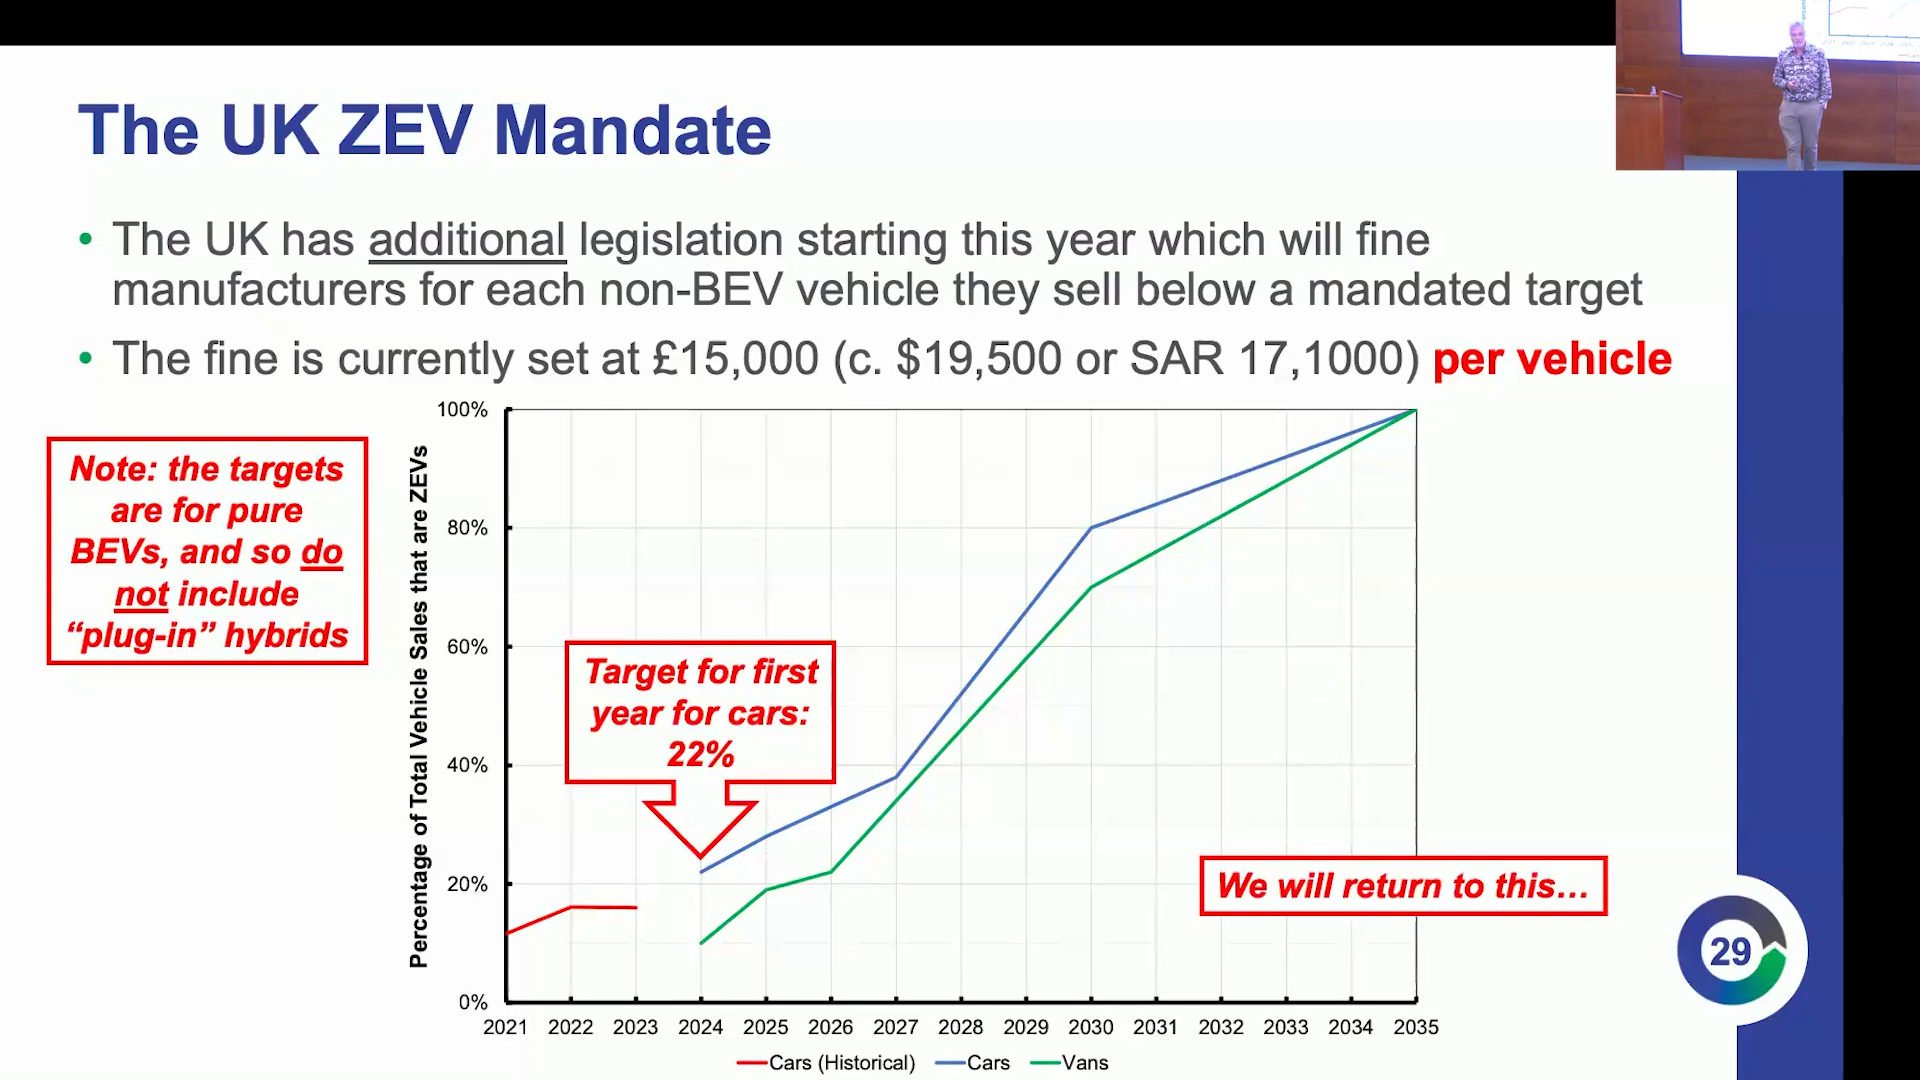 The UK ZEV Mandate
• The UK has additional legislation starting this year which will fine
manufacturers for each non-BEV vehicle they sell below a mandated target
• The fine is currently set at £15,000 (c. $19,500 or SAR 17,1000) per vehicle
Note: the targets
are for pure
BEVs, and so do
not include
“plug-in” hybrids
Percentage of Total Vehicle Sales that are ZEVs
100%
80%
60%
40%
20%
0%
Target for first
year for cars:
22%
We will return to this...
2021 2022 2023 2024 2025 2026 2027 2028 2029 2030 2031 2032 2033 2034 2035
Cars (Historical) Cars Vans
29